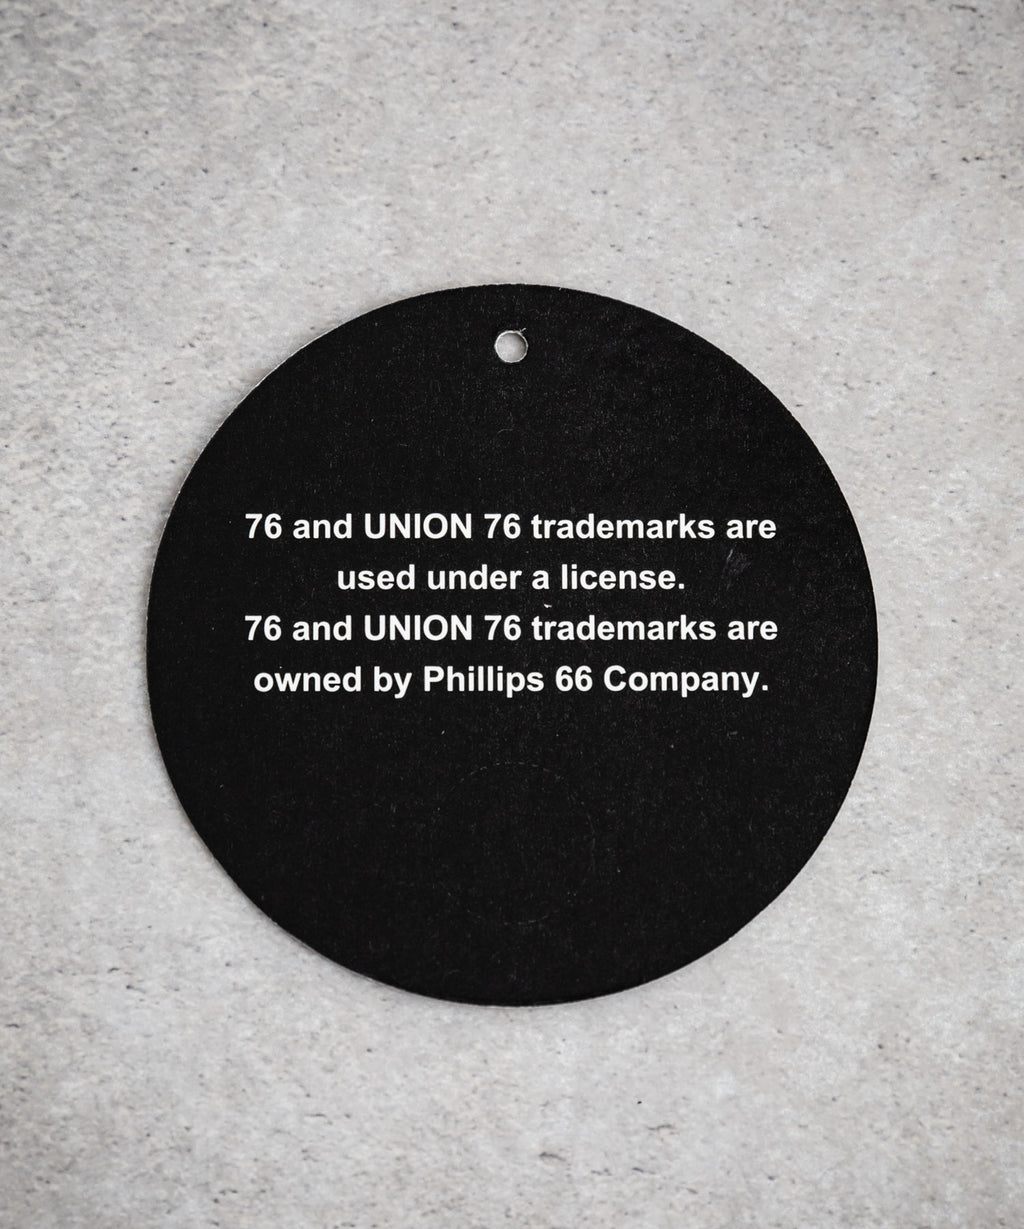 76 and UNION 76 trademarks are
used under a license.
76 and UNION 76 trademarks are
owned by Phillips 66 Company.